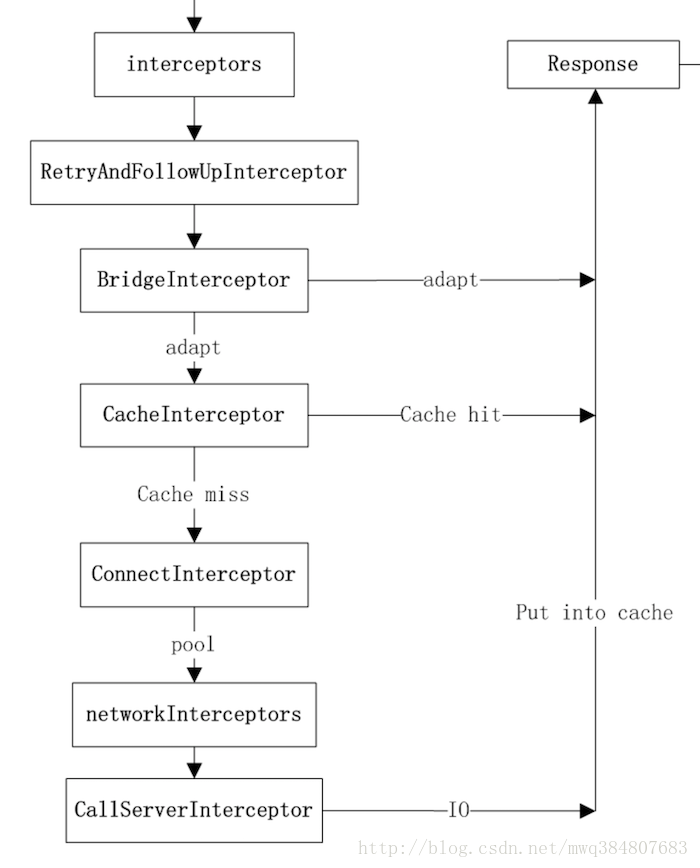 interceptors
Response
RetryAndFollowUpInterceptor
BridgeInterceptor
adapt
adapt
CacheInterceptor
Cache hit
Cache miss
ConnectInterceptor
Put into cache
pool
networkInterceptors
CallServerInterceptor
IO
http://blog.csdn.net/mwq384807683